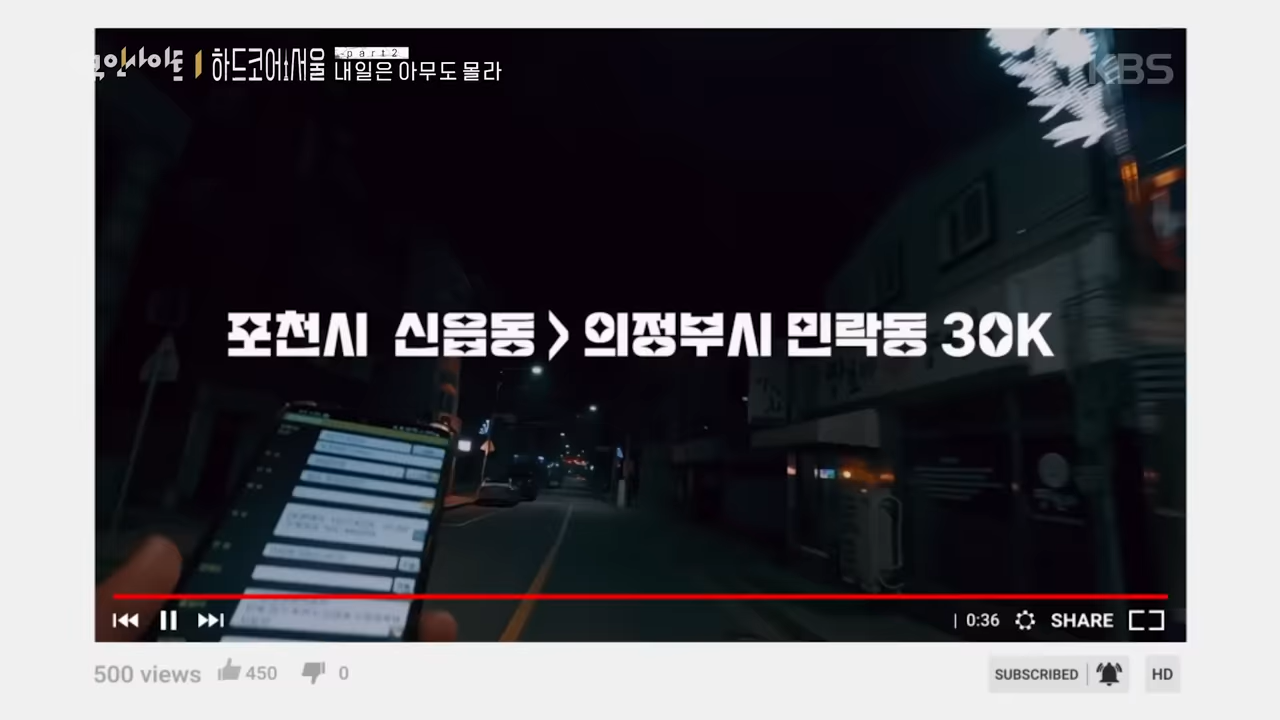 하드코어 서울
part2
내일은 아무도 몰라
KBS
포천시 신읍동 > 의정부시 민락동 30K
0:36
SHARE
500 views
450
0
SUBSCRIBED
HD